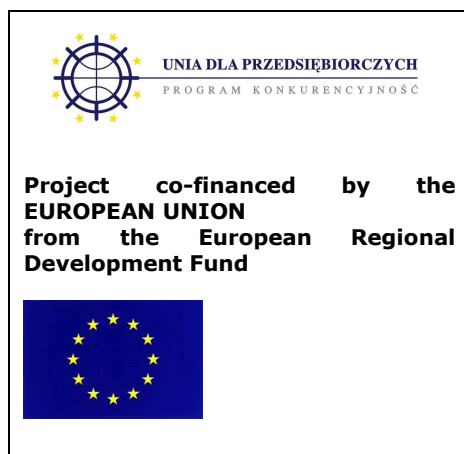 UNIA DLA PRZEDSIĘBIORCZYCH
PROGRAM KONKURENCYJNOŚĆ
Project co-financed by the
EUROPEAN UNION
from the European Regional
Development Fund